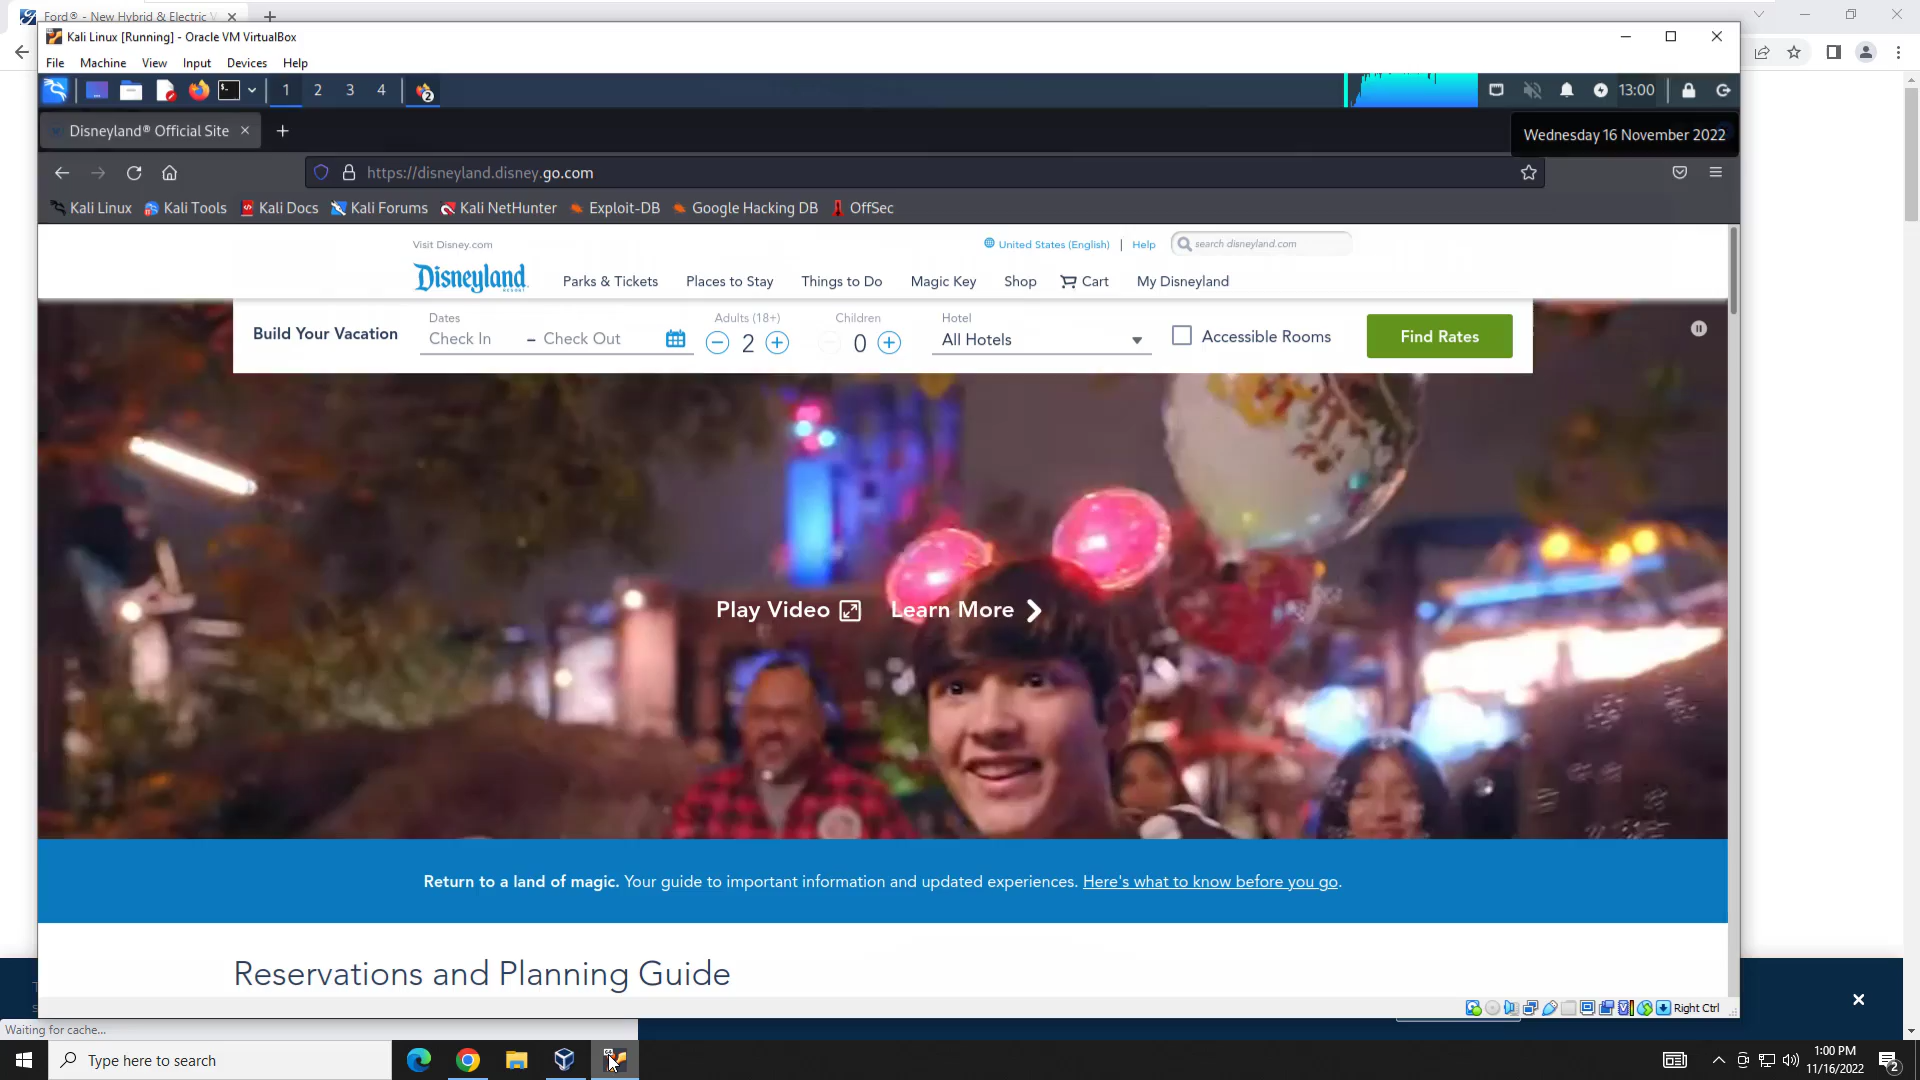 Ford® - New Hybrid & Electric V
Kali Linux [Running] - Oracle VM VirtualBox
File Machine View Input Devices Help
1 2 3 4 2 13:00
Disneyland® Official Site
Wednesday 16 November 2022
https://disneyland.disney.go.com
Kali Linux Kali Tools Kali Docs Kali Forums Kali NetHunter Exploit-DB Google Hacking DB OffSec
Visit Disney.com United States (English) | Help search disneyland.com
Disneyland RESORT Parks & Tickets Places to Stay Things to Do Magic Key Shop Cart My Disneyland
Dates Adults (18+) Children Hotel
Build Your Vacation Check In – Check Out 2 0 All Hotels Accessible Rooms Find Rates
Play Video Learn More
Return to a land of magic. Your guide to important information and updated experiences. Here's what to know before you go.
Reservations and Planning Guide
Right Ctrl
Waiting for cache...
Type here to search
1:00 PM
11/16/2022
2